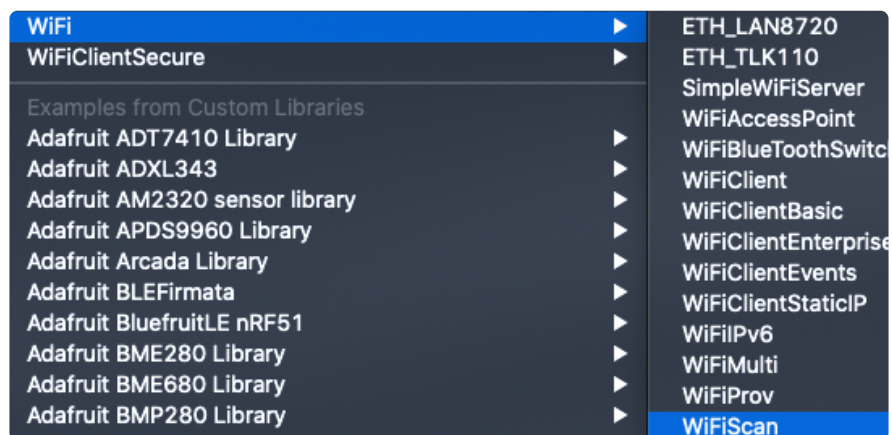 WiFi
WiFiClientSecure
Examples from Custom Libraries
Adafruit ADT7410 Library
Adafruit ADXL343
Adafruit AM2320 sensor library
Adafruit APDS9960 Library
Adafruit Arcada Library
Adafruit BLEFirmata
Adafruit BluefruitLE nRF51
Adafruit BME280 Library
Adafruit BME680 Library
Adafruit BMP280 Library
ETH_LAN8720
ETH_TLK110
SimpleWiFiServer
WiFiAccessPoint
WiFiBlueToothSwitc
WiFiClient
WiFiClientBasic
WiFiClientEnterprise
WiFiClientEvents
WiFiClientStaticIP
WiFiIPv6
WiFiMulti
WiFiProv
WiFiScan